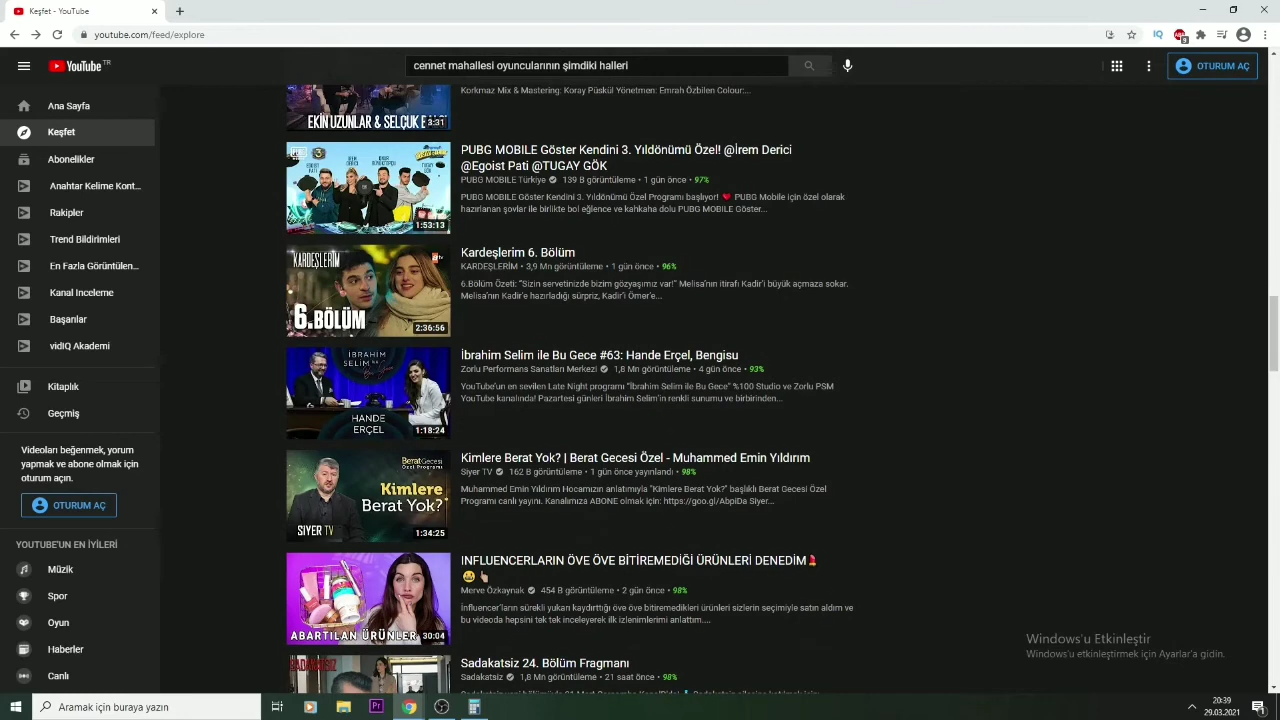 Keşfet - YouTube
youtube.com/feed/explore
YouTube TR
cennet mahallesi oyuncularının şimdiki halleri
OTURUM AÇ
Ana Sayfa
Keşfet
Abonelikler
Anahtar Kelime Kont...
Rakipler
Trend Bildirimleri
En Fazla Görüntülen...
Kanal Inceleme
Başarılar
vidIQ Akademi
Kitaplık
Geçmiş
Videoları beğenmek, yorum
yapmak ve abone olmak için
oturum açın.
OTURUM AÇ
YOUTUBE'UN EN İYİLERİ
Müzik
Spor
Oyun
Haberler
Canlı
Korkmaz Mix & Mastering: Koray Püskül Yönetmen: Emrah Özbilen Colour:...
EKİN UZUNLAR & SELÇUK
3:31
PUBG MOBILE Göster Kendini 3. Yıldönümü Özel! @İrem Derici
@Egoist Pati @TUGAY GÖK
PUBG MOBILE Türkiye 139 B görüntüleme • 1 gün önce • 97%
PUBG MOBILE Göster Kendini 3. Yıldönümü Özel Programı başlıyor! ❤ PUBG Mobile için özel olarak
hazırlanan şovlar ile birlikte bol eğlence ve kahkaha dolu PUBG MOBILE Göster...
1:53:13
Kardeşlerim 6. Bölüm
KARDEŞLERİM • 3,9 Mn görüntüleme • 1 gün önce • 96%
6.Bölüm Özeti: "Sizin servetinizde bizim gözyaşımız var!" Melisa'nın itirafı Kadir'i büyük açmaza sokar.
Melisa'nın Kadir'e hazırladığı sürpriz, Kadir'i Ömer'e...
KARDEŞLERİM
atv
6.BÖLÜM
2:36:56
İbrahim Selim ile Bu Gece #63: Hande Erçel, Bengisu
Zorlu Performans Sanatları Merkezi 1,8 Mn görüntüleme • 4 gün önce • 93%
YouTube'un en sevilen Late Night programı "İbrahim Selim ile Bu Gece" %100 Studio ve Zorlu PSM
YouTube kanalında! Pazartesi günleri İbrahim Selim'in renkli sunumu ve birbirinden...
İBRAHİM
SELİM İLE
BU GECE
HANDE
ERÇEL
1:18:24
Kimlere Berat Yok? | Berat Gecesi Özel - Muhammed Emin Yıldırım
Siyer TV 162 B görüntüleme • 1 gün önce yayınlandı • 98%
Muhammed Emin Yıldırım Hocamızın anlatımıyla "Kimlere Berat Yok?" başlıklı Berat Gecesi Özel
Programı canlı yayını. Kanalımıza ABONE olmak için: https://goo.gl/AbpiDa Siyer...
BeratGecesi
Özel Programı
Kimlere
Berat Yok?
SİYER TV
1:34:25
INFLUENCERLARIN ÖVE ÖVE BİTİREMEDİĞİ ÜRÜNLERİ DENEDİM💄
Merve Özkaynak 454 B görüntüleme • 2 gün önce • 98%
İnfluencer'ların sürekli yukarı kaydırttığı öve öve bitiremedikleri ürünleri sizlerin seçimiyle satın aldım ve
bu videoda hepsini tek tek inceleyerek ilk izlenimlerimi anlattım....
ABARTILAN ÜRÜNLER
30:04
Sadakatsiz 24. Bölüm Fragmanı
Sadakatsiz 1,8 Mn görüntüleme • 21 saat önce • 98%
SADAKATSİZ
Windows'u Etkinleştir
Windows'u etkinleştirmek için Ayarlar'a gidin.
Aramak için buraya yazın
20:39
29.03.2021